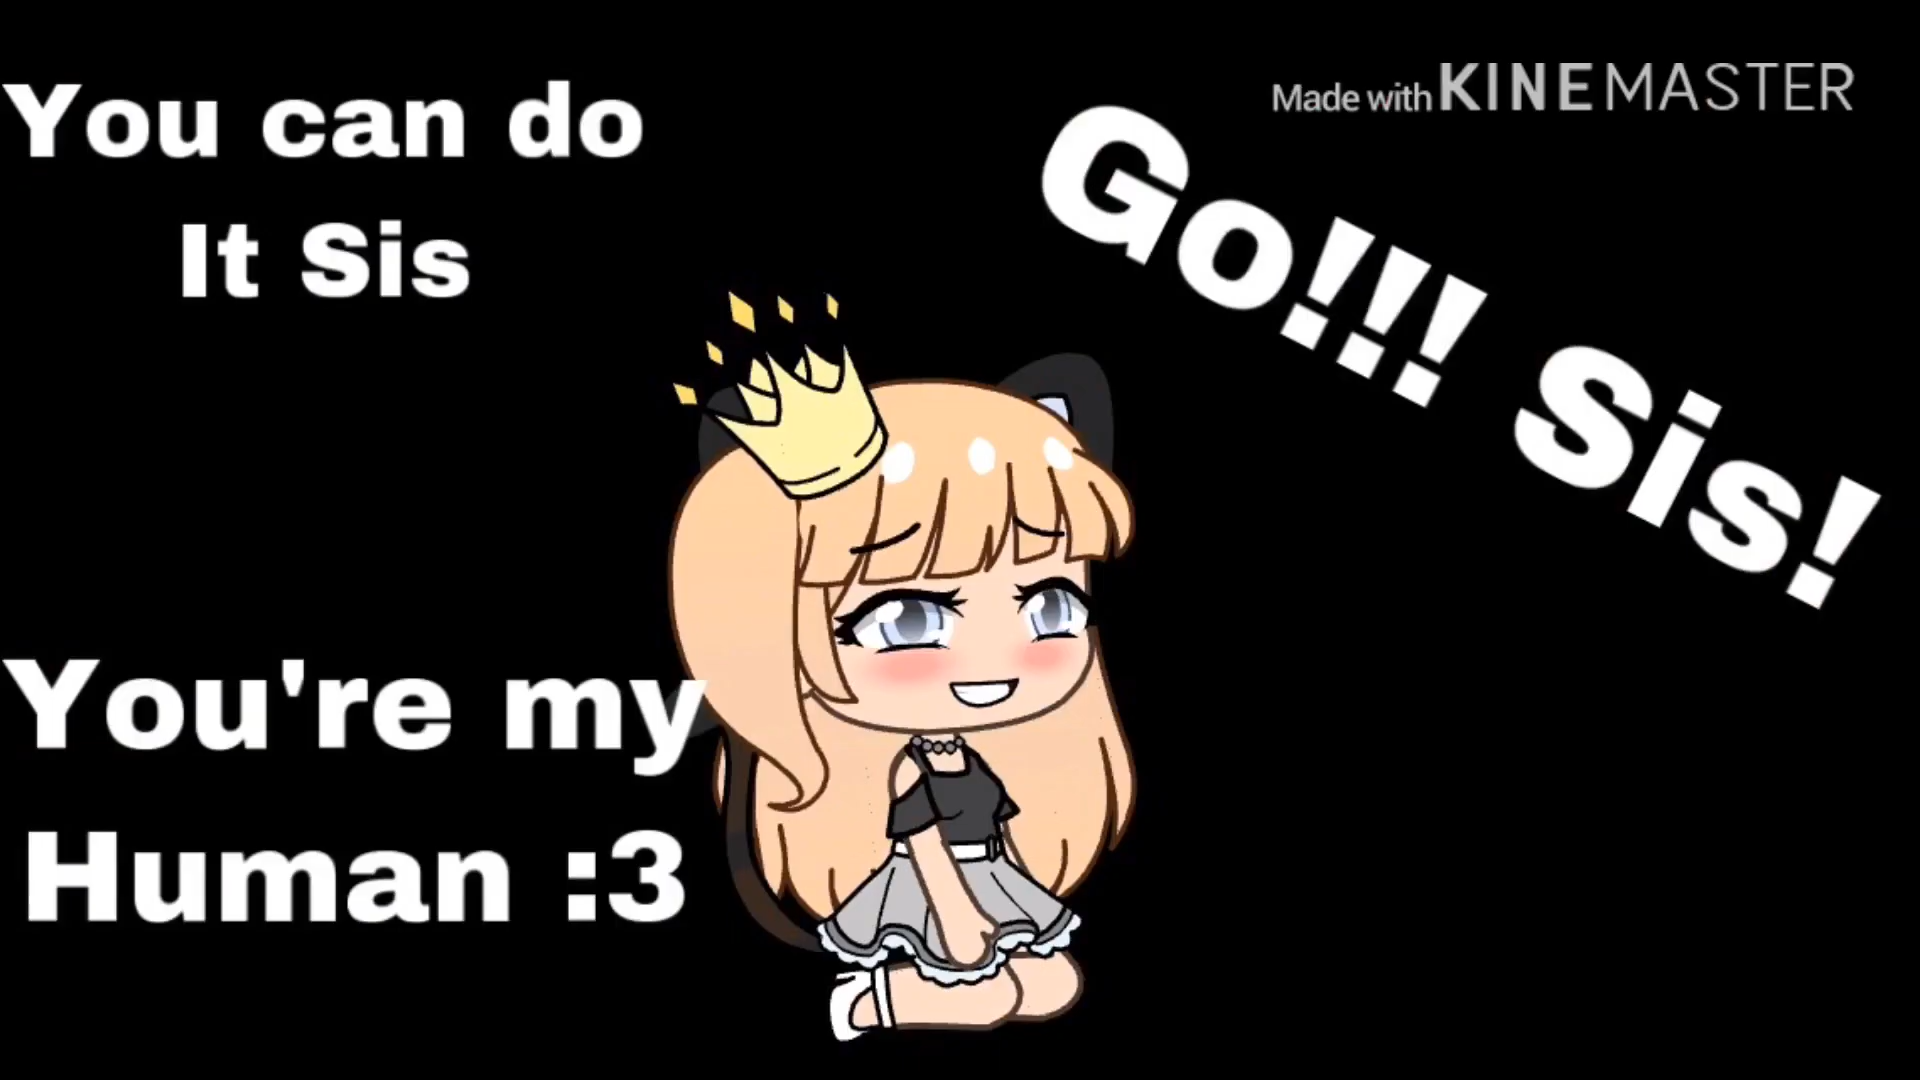 You can do
It Sis
Made with KINEMASTER
Go!!! Sis!
You're my
Human :3